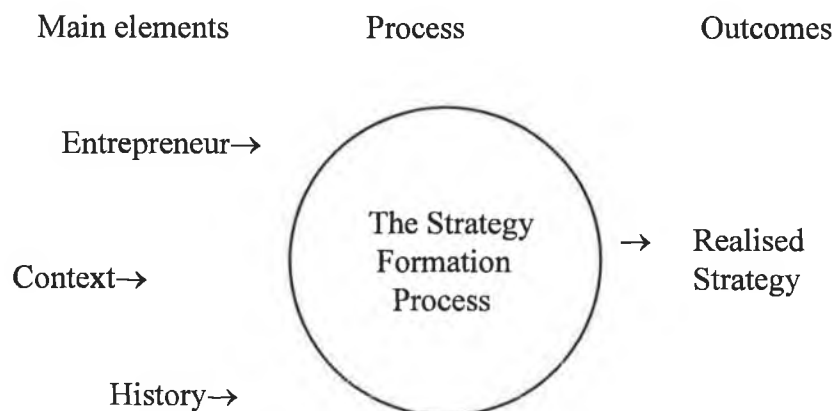 Main elements Process Outcomes
Entrepreneur→
The Strategy
Formation
Process
→ Realised
Strategy
Context→
History→